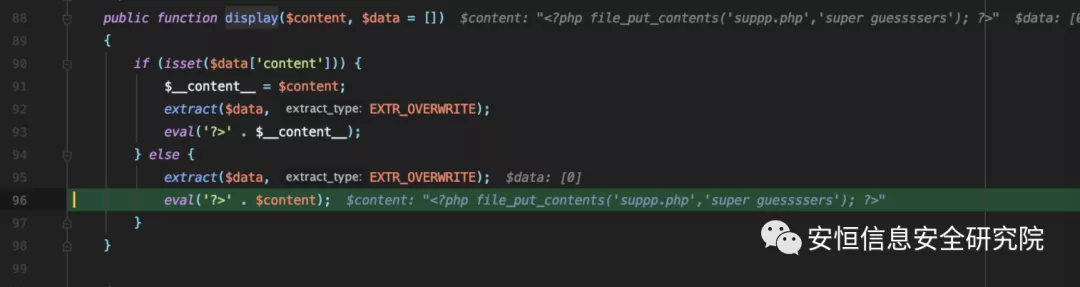 88 public function display($content, $data = []) $content: "<?php file_put_contents('suppp.php','super guessssers'); ?>" $data: [0]
89 {
90 if (isset($data['content'])) {
91 $__content__ = $content;
92 extract($data, extract_type: EXTR_OVERWRITE);
93 eval('?>' . $__content__);
94 } else {
95 extract($data, extract_type: EXTR_OVERWRITE); $data: [0]
96 eval('?>' . $content); $content: "<?php file_put_contents('suppp.php','super guessssers'); ?>"
97 }
98 }
99
安恒信息安全研究院